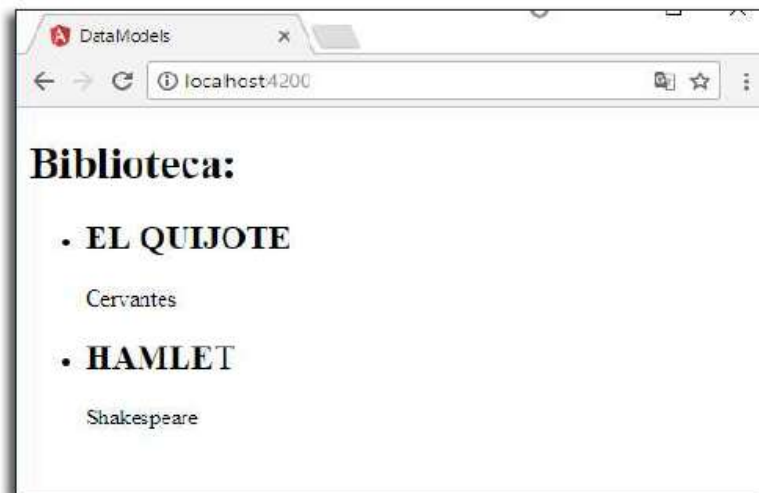 DataModels
localhost:4200
Biblioteca:
EL QUIJOTE
Cervantes
HAMLET
Shakespeare